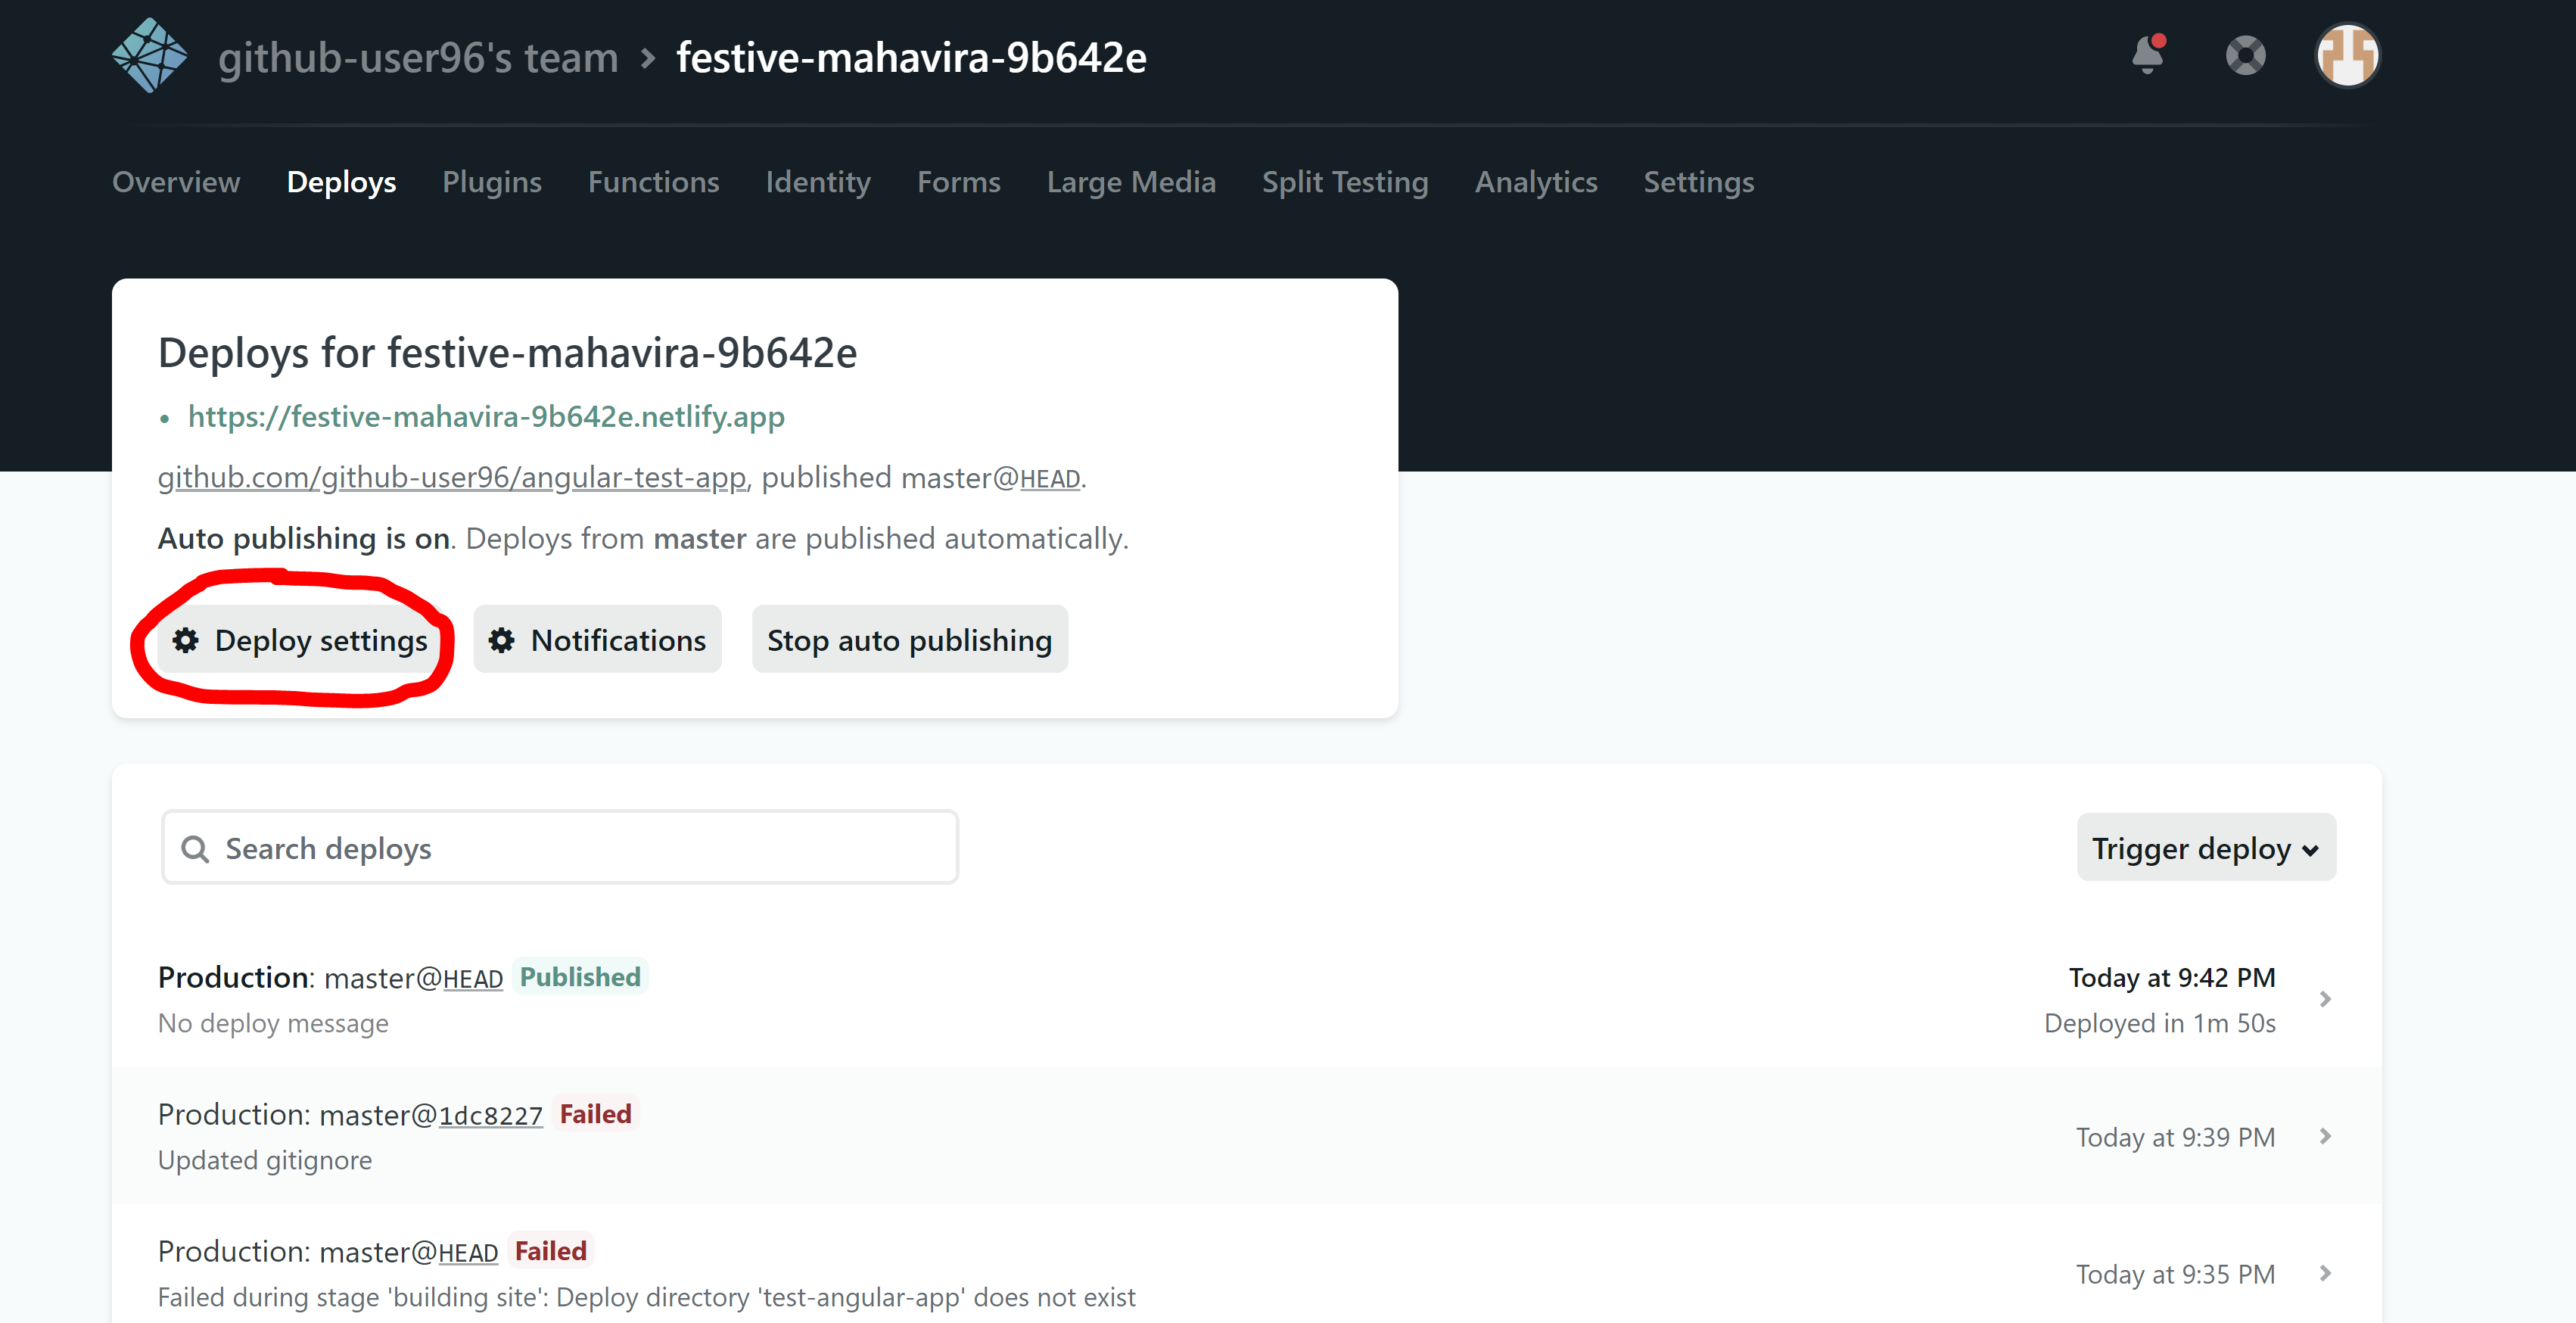 github-user96's team > festive-mahavira-9b642e
Overview Deploys Plugins Functions Identity Forms Large Media Split Testing Analytics Settings
Deploys for festive-mahavira-9b642e
• https://festive-mahavira-9b642e.netlify.app
github.com/github-user96/angular-test-app, published master@HEAD.
Auto publishing is on. Deploys from master are published automatically.
Deploy settings Notifications Stop auto publishing
Search deploys Trigger deploy
Production: master@HEAD Published Today at 9:42 PM
No deploy message Deployed in 1m 50s
Production: master@1dc8227 Failed
Updated gitignore Today at 9:39 PM
Production: master@HEAD Failed
Today at 9:35 PM
Failed during stage 'building site': Deploy directory 'test-angular-app' does not exist